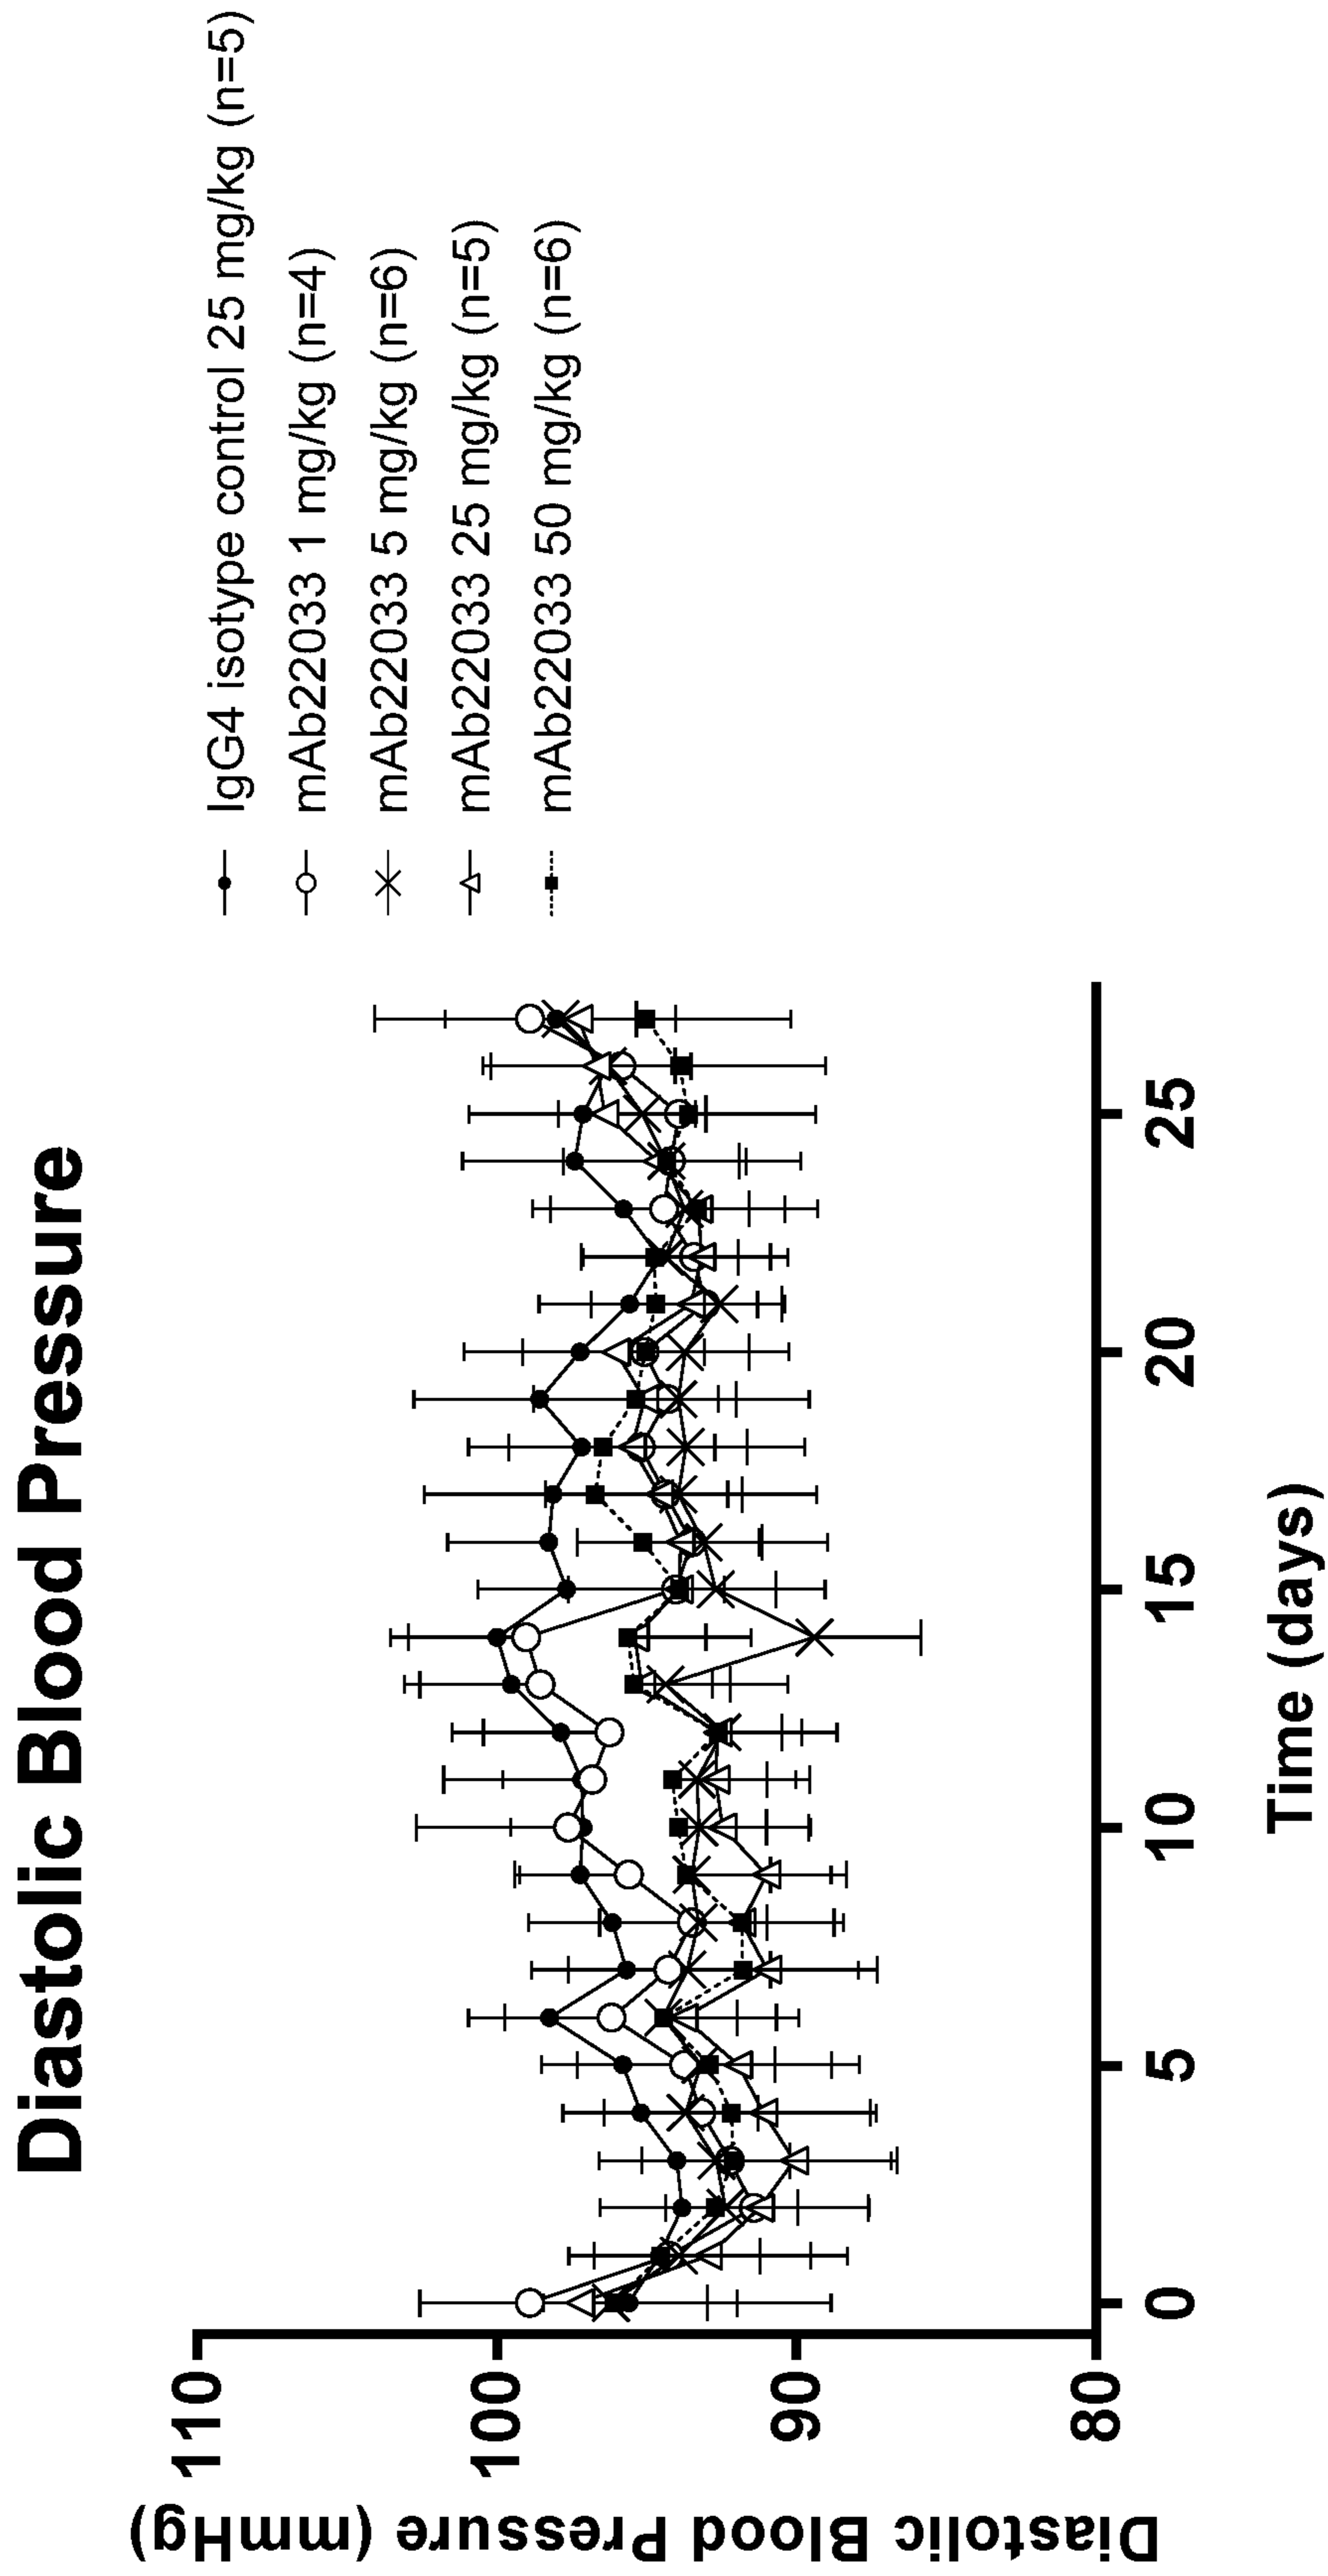 Diastolic Blood Pressure
IgG4 isotype control 25 mg/kg (n=5)
mAb22033 1 mg/kg (n=4)
mAb22033 5 mg/kg (n=6)
mAb22033 25 mg/kg (n=5)
mAb22033 50 mg/kg (n=6)
Diastolic Blood Pressure (mmHg)
110
100
90
80
0 5 10 15 20 25
Time (days)